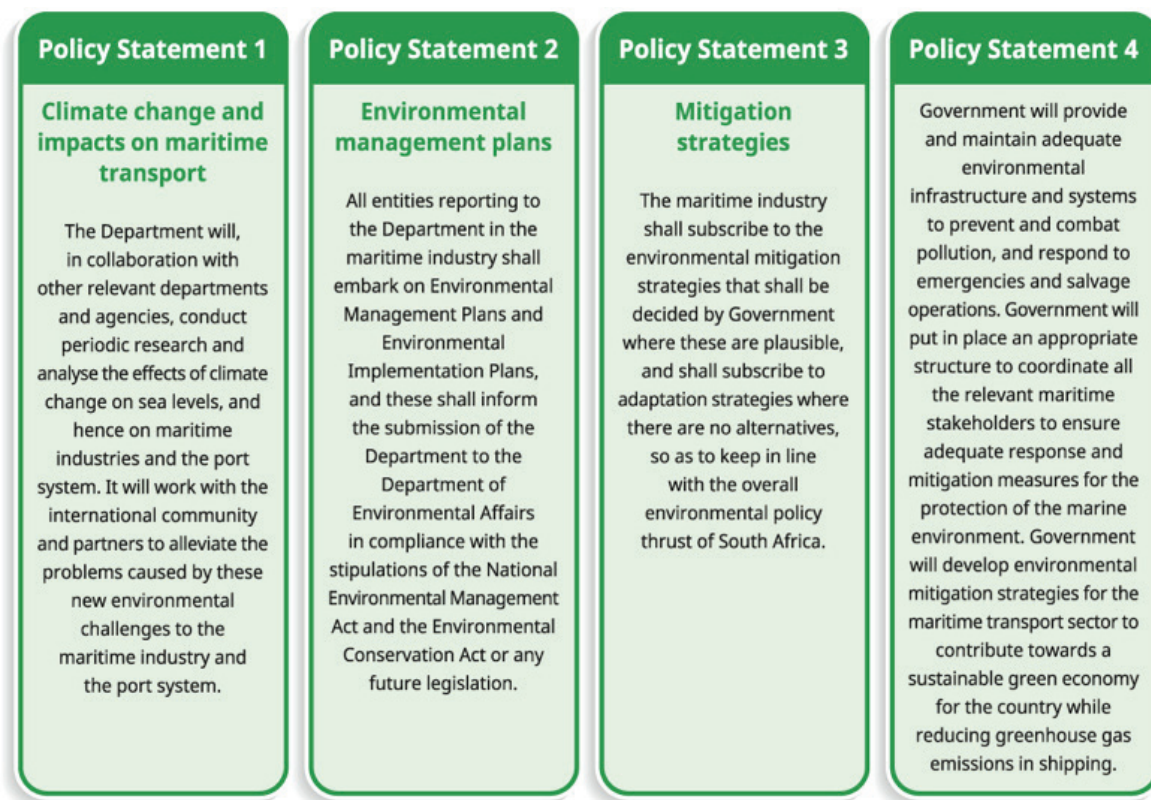 Policy Statement 1
Climate change and
impacts on maritime
transport
The Department will,
in collaboration with
other relevant departments
and agencies, conduct
periodic research and
analyse the effects of climate
change on sea levels, and
hence on maritime
industries and the port
system. It will work with the
international community
and partners to alleviate the
problems caused by these
new environmental
challenges to the
maritime industry and
the port system.
Policy Statement 2
Environmental
management plans
All entities reporting to
the Department in the
maritime industry shall
embark on Environmental
Management Plans and
Environmental
Implementation Plans,
and these shall inform
the submission of the
Department to the
Department of
Environmental Affairs
in compliance with the
stipulations of the National
Environmental Management
Act and the Environmental
Conservation Act or any
future legislation.
Policy Statement 3
Mitigation
strategies
The maritime industry
shall subscribe to the
environmental mitigation
strategies that shall be
decided by Government
where these are plausible,
and shall subscribe to
adaptation strategies where
there are no alternatives,
so as to keep in line
with the overall
environmental policy
thrust of South Africa.
Policy Statement 4
Government will provide
and maintain adequate
environmental
infrastructure and systems
to prevent and combat
pollution, and respond to
emergencies and salvage
operations. Government will
put in place an appropriate
structure to coordinate all
the relevant maritime
stakeholders to ensure
adequate response and
mitigation measures for the
protection of the marine
environment. Government
will develop environmental
mitigation strategies for the
maritime transport sector to
contribute towards a
sustainable green economy
for the country while
reducing greenhouse gas
emissions in shipping.